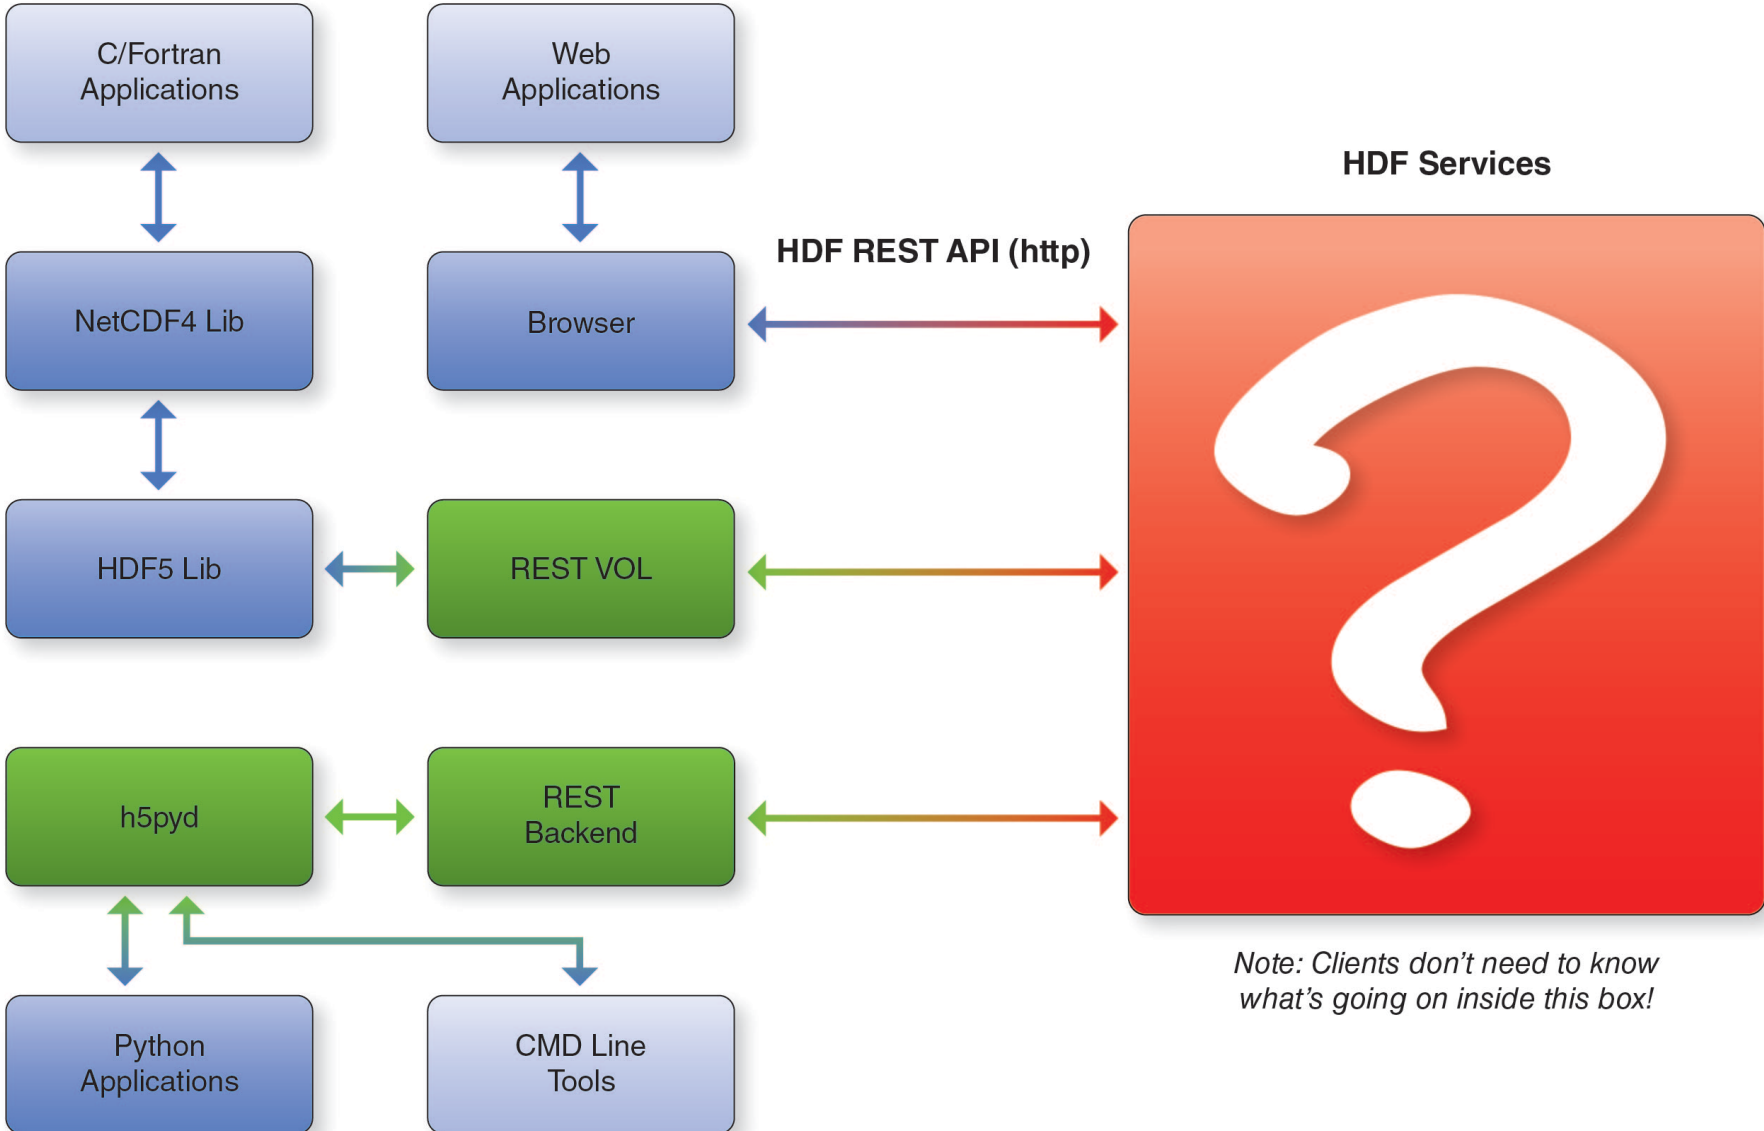 C/Fortran
Applications
Web
Applications
HDF Services
HDF REST API (http)
NetCDF4 Lib
Browser
HDF5 Lib
REST VOL
h5pyd
REST
Backend
Note: Clients don’t need to know
what’s going on inside this box!
Python
Applications
CMD Line
Tools